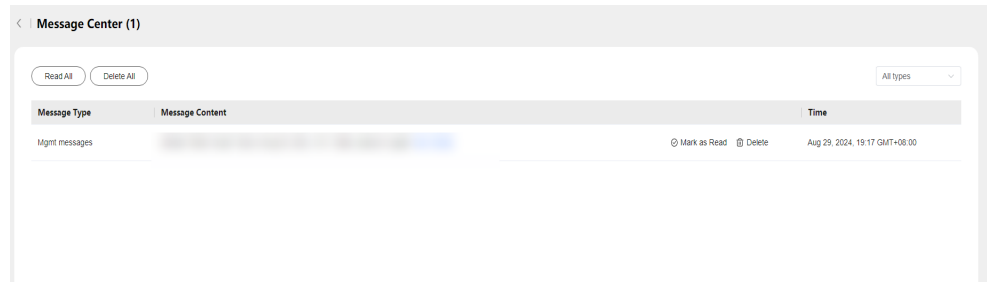 Message Center (1)
Read All Delete All All types
Message Type Message Content Time
Mgmt messages Mark as Read Delete Aug 29, 2024, 19:17 GMT+08:00